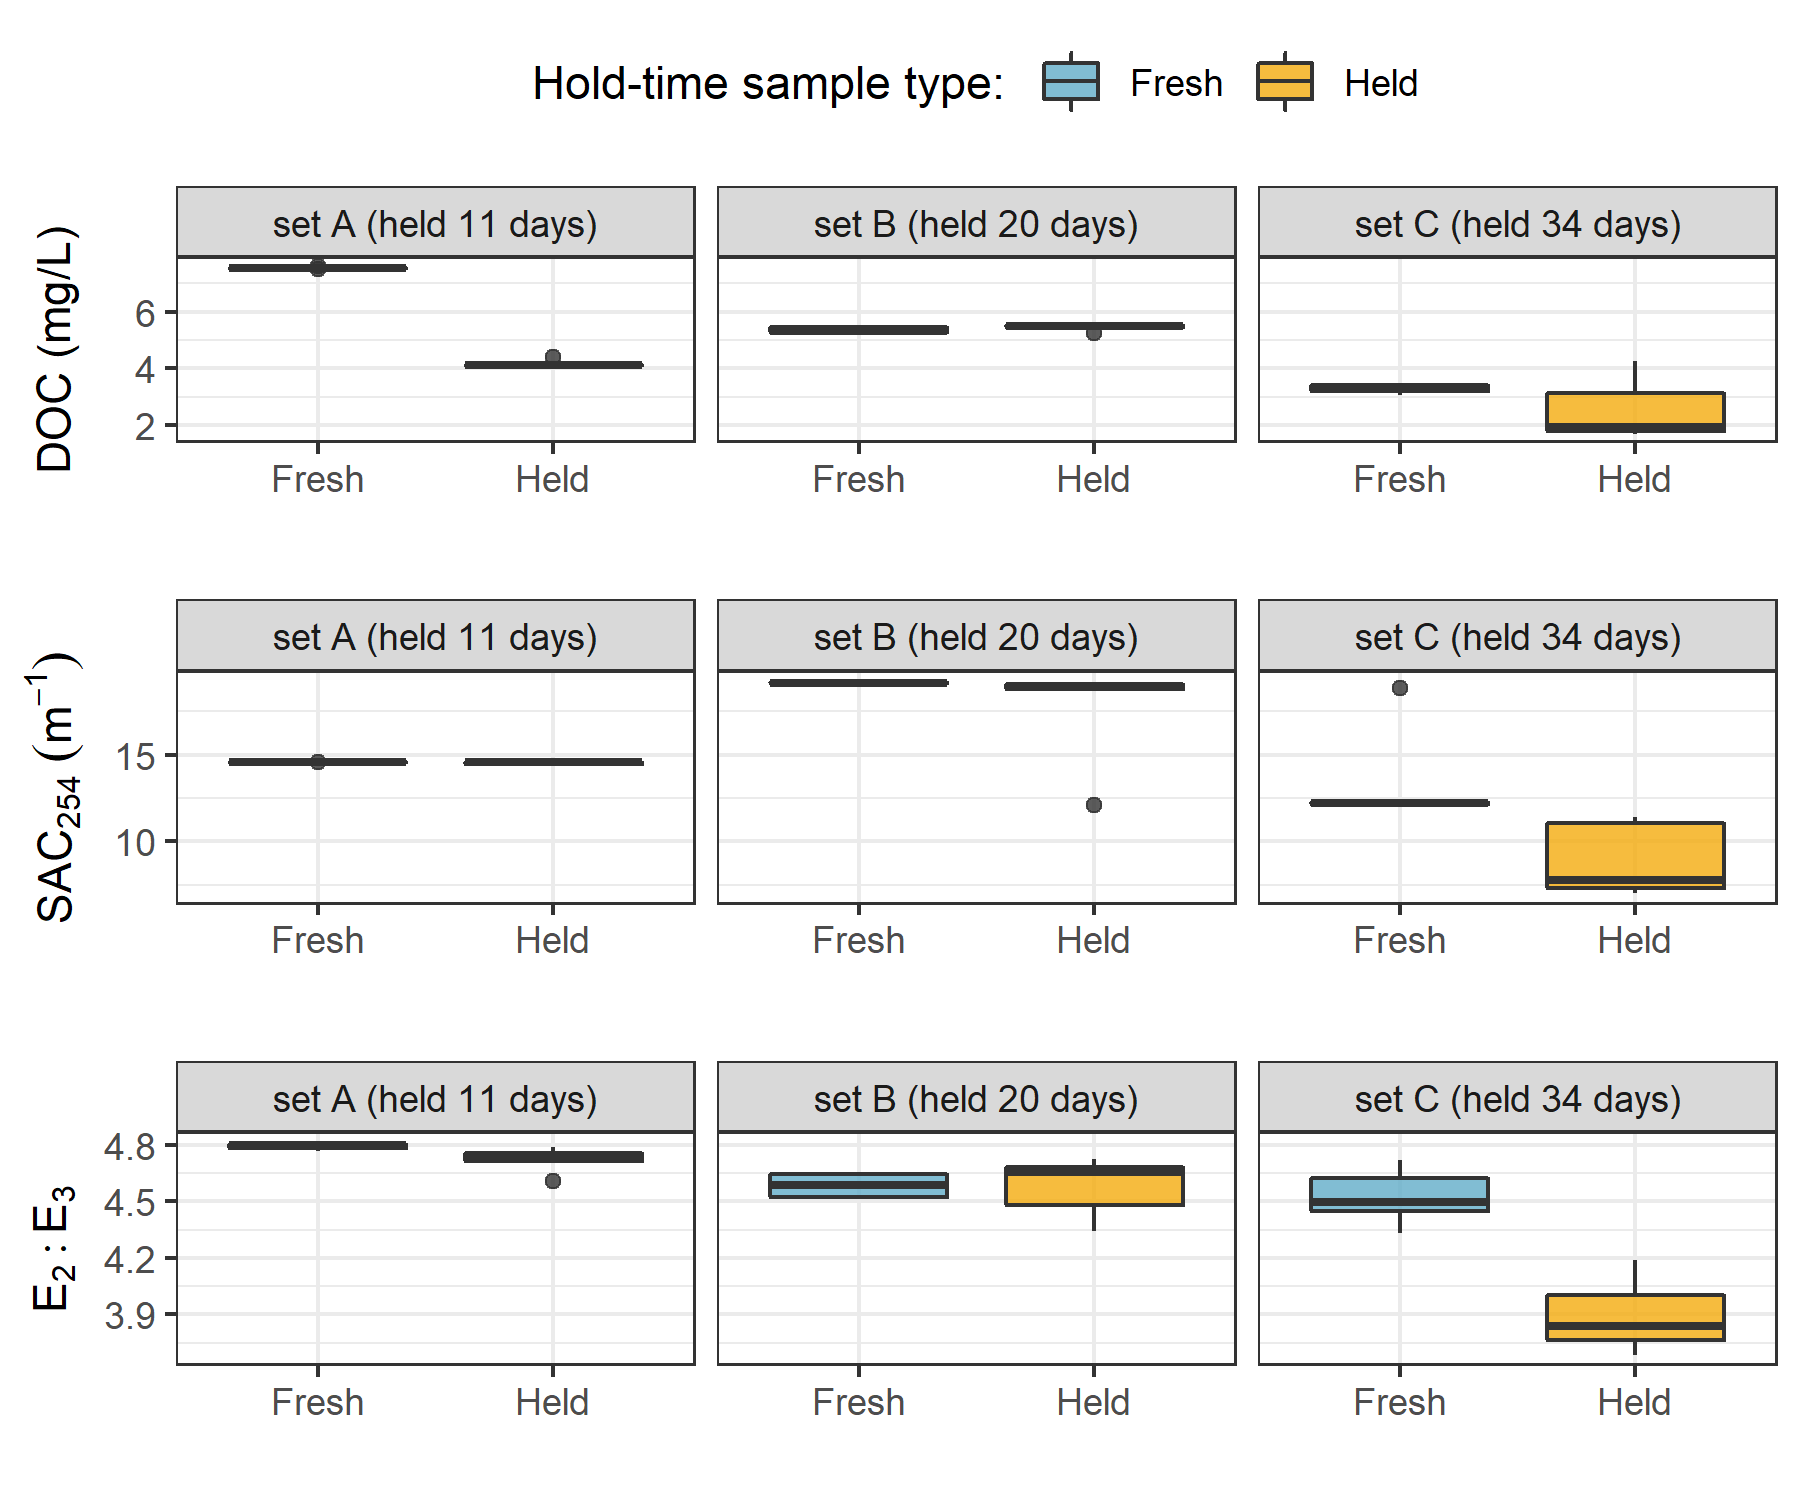 Hold-time sample type: Fresh Held
DOC (mg/L)
set A (held 11 days) set B (held 20 days) set C (held 34 days)
6
4
2
Fresh Held Fresh Held Fresh Held
SAC₂₅₄ (m⁻¹)
set A (held 11 days) set B (held 20 days) set C (held 34 days)
15
10
Fresh Held Fresh Held Fresh Held
E₂ : E₃
set A (held 11 days) set B (held 20 days) set C (held 34 days)
4.8
4.5
4.2
3.9
Fresh Held Fresh Held Fresh Held